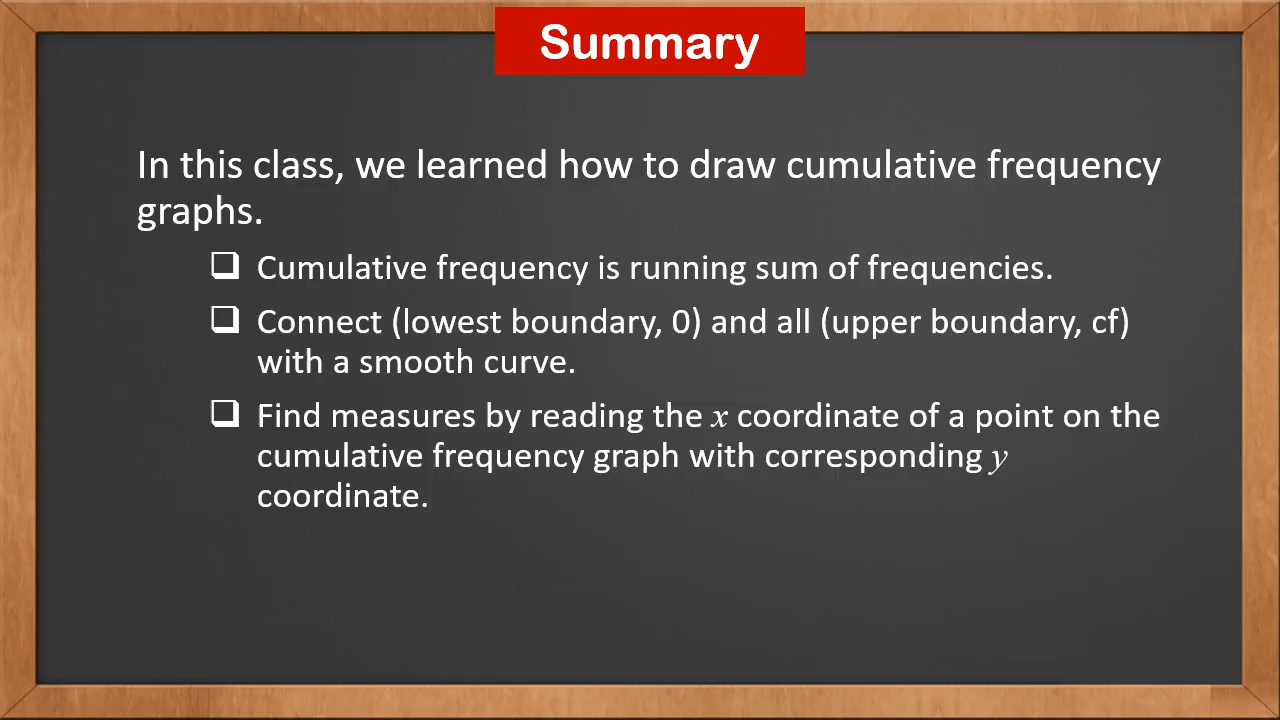 Summary
In this class, we learned how to draw cumulative frequency
graphs.
❑ Cumulative frequency is running sum of frequencies.
❑ Connect (lowest boundary, 0) and all (upper boundary, cf)
with a smooth curve.
❑ Find measures by reading the x coordinate of a point on the
cumulative frequency graph with corresponding y
coordinate.